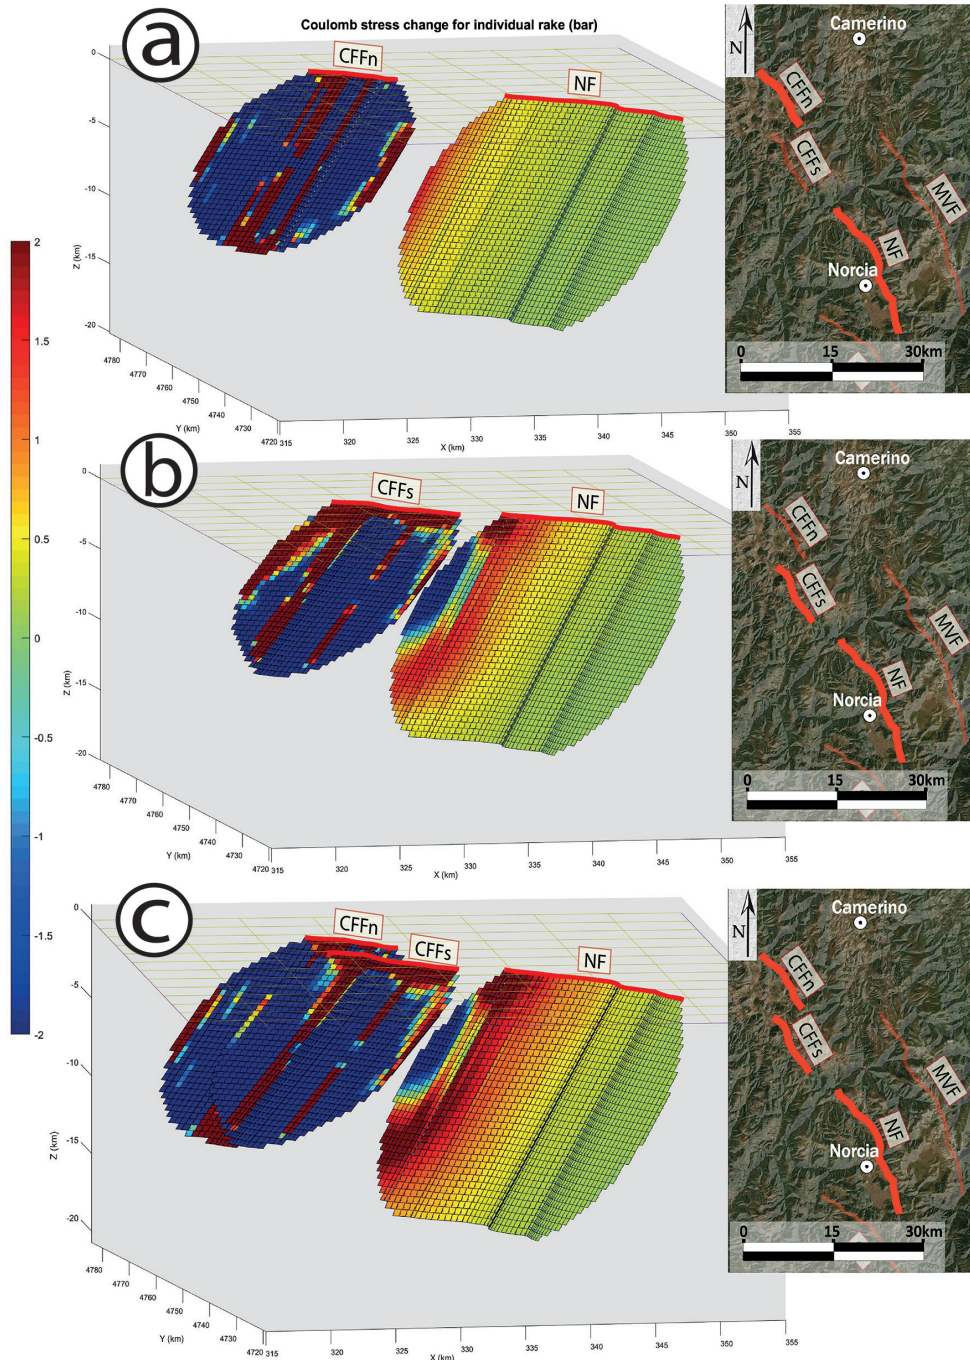 Coulomb stress change for individual rake (bar)
a
CFFn
NF
0
-5
-10
-15
-20
Z (km)
4780
4770
4760
4750
4740
4730
4720
Y (km)
315
320
325
330
335
340
345
350
355
X (km)
N
Camerino
CFFn
CFFs
MVF
NF
Norcia
0
15
30km
2
1.5
1
0.5
0
-0.5
-1
-1.5
-2
b
CFFs
NF
0
-5
-10
-15
-20
Z (km)
4780
4770
4760
4750
4740
4730
4720
Y (km)
315
320
325
330
335
340
345
350
355
X (km)
N
Camerino
CFFn
CFFs
MVF
NF
Norcia
0
15
30km
c
CFFn
CFFs
NF
0
-5
-10
-15
-20
Z (km)
4780
4770
4760
4750
4740
4730
4720
Y (km)
315
320
325
330
335
340
345
350
355
X (km)
N
Camerino
CFFn
CFFs
MVF
NF
Norcia
0
15
30km